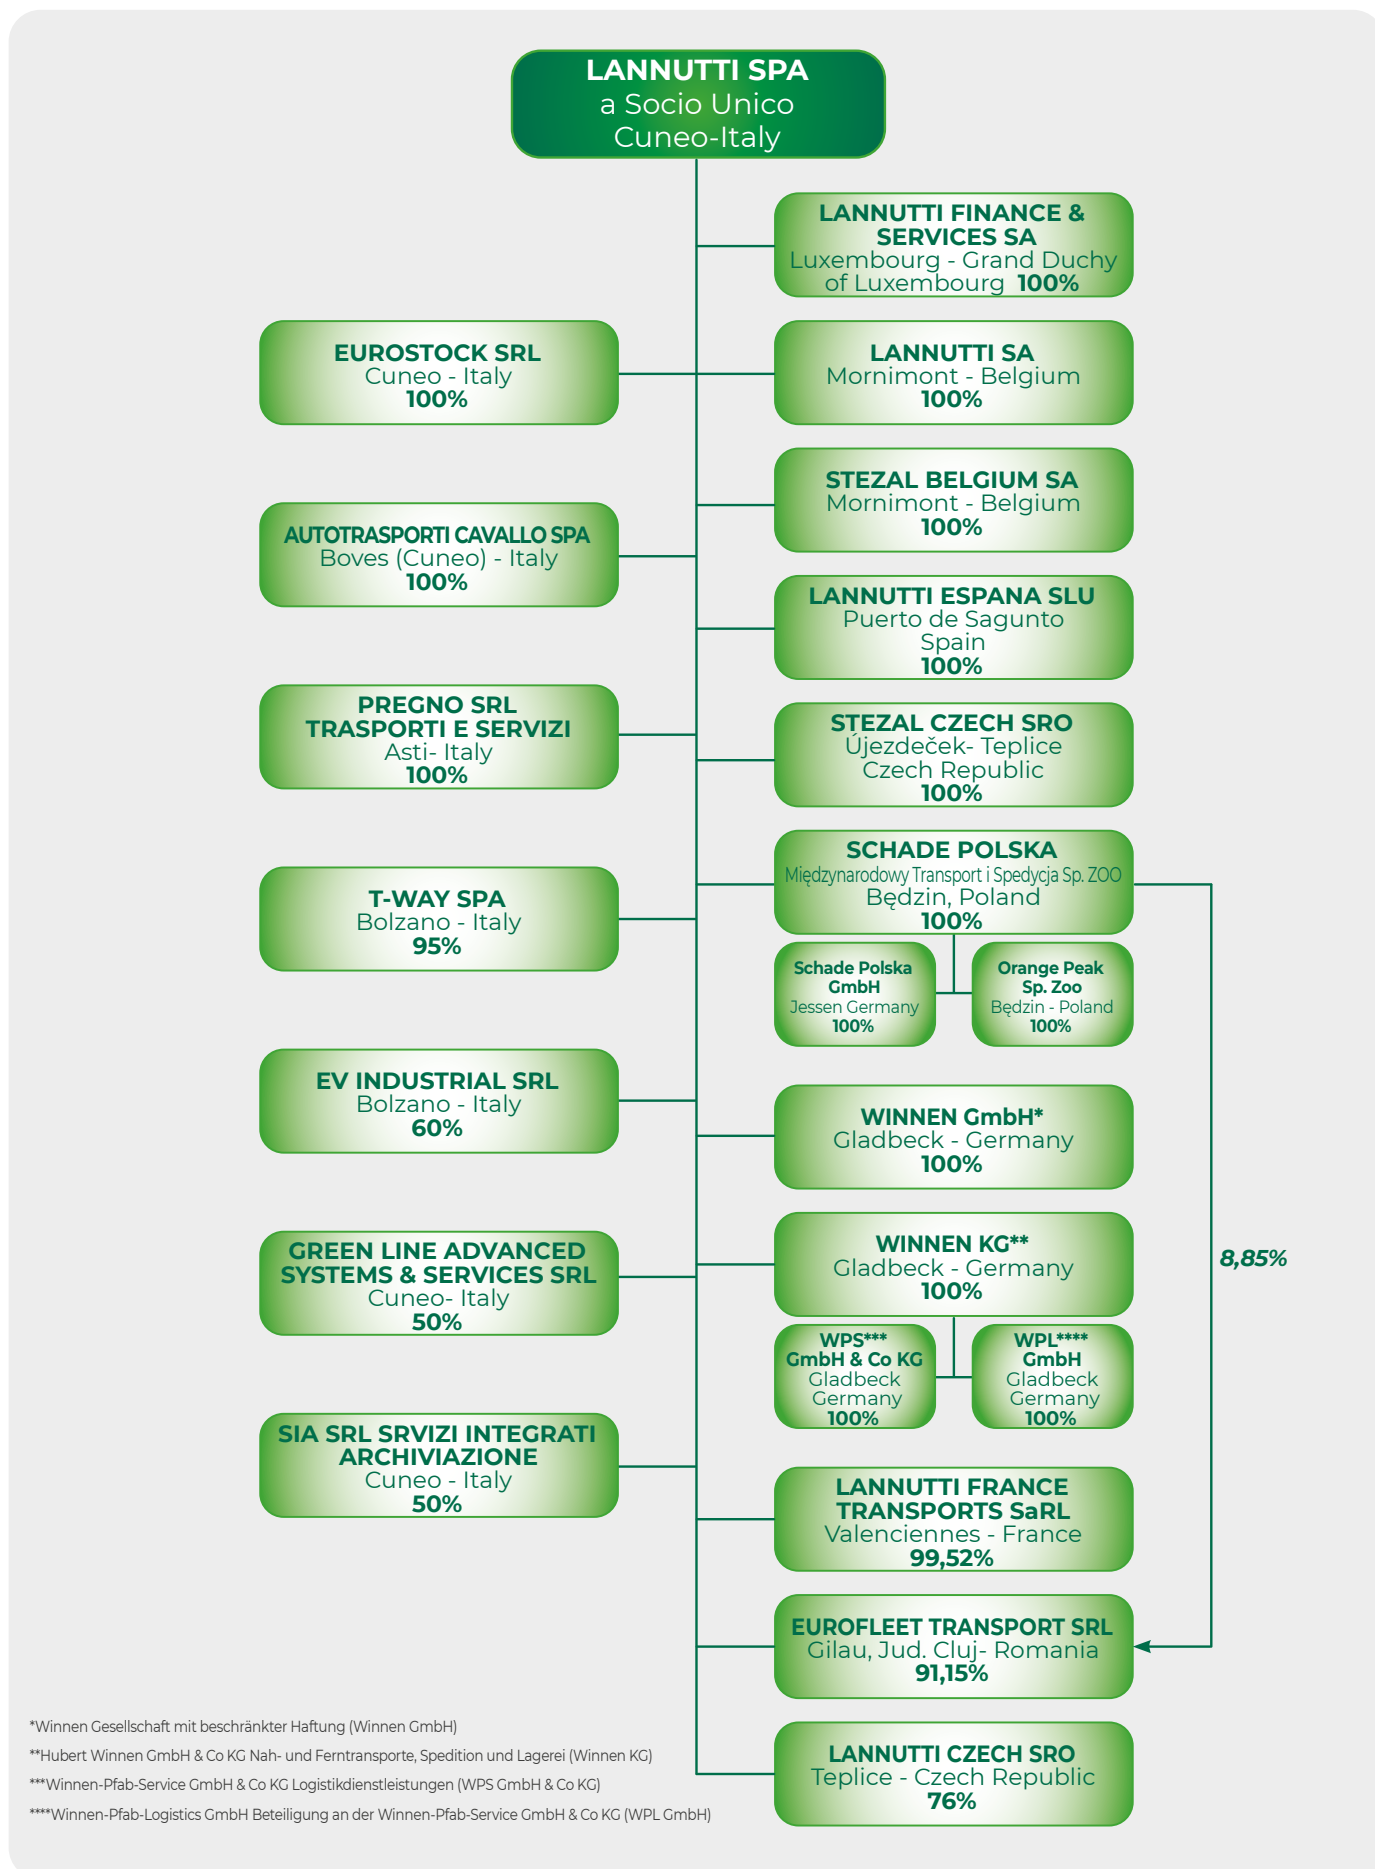 LANNUTTI SPA
a Socio Unico
Cuneo-Italy
LANNUTTI FINANCE &
SERVICES SA
Luxembourg - Grand Duchy
of Luxembourg 100%
EUROSTOCK SRL
Cuneo - Italy
100%
LANNUTTI SA
Mornimont - Belgium
100%
STEZAL BELGIUM SA
Mornimont - Belgium
100%
AUTOTRASPORTI CAVALLO SPA
Boves (Cuneo) - Italy
100%
LANNUTTI ESPANA SLU
Puerto de Sagunto
Spain
100%
PREGNO SRL
TRASPORTI E SERVIZI
Asti- Italy
100%
STEZAL CZECH SRO
Újezdeček- Teplice
Czech Republic
100%
SCHADE POLSKA
Międzynarodowy Transport i Spedycja Sp. ZOO
Będzin, Poland
100%
T-WAY SPA
Bolzano - Italy
95%
Schade Polska
GmbH
Jessen Germany
100%
Orange Peak
Sp. Zoo
Będzin - Poland
100%
EV INDUSTRIAL SRL
Bolzano - Italy
60%
WINNEN GmbH*
Gladbeck - Germany
100%
WINNEN KG**
Gladbeck - Germany
100%
8,85%
GREEN LINE ADVANCED
SYSTEMS & SERVICES SRL
Cuneo- Italy
50%
WPS***
GmbH & Co KG
Gladbeck
Germany
100%
WPL****
GmbH
Gladbeck
Germany
100%
SIA SRL SRVIZI INTEGRATI
ARCHIVIAZIONE
Cuneo - Italy
50%
LANNUTTI FRANCE
TRANSPORTS SaRL
Valenciennes - France
99,52%
EUROFLEET TRANSPORT SRL
Gilau, Jud. Cluj- Romania
91,15%
LANNUTTI CZECH SRO
Teplice - Czech Republic
76%
*Winnen Gesellschaft mit beschränkter Haftung (Winnen GmbH)
**Hubert Winnen GmbH & Co KG Nah- und Ferntransporte, Spedition und Lagerei (Winnen KG)
***Winnen-Pfab-Service GmbH & Co KG Logistikdienstleistungen (WPS GmbH & Co KG)
****Winnen-Pfab-Logistics GmbH Beteiligung an der Winnen-Pfab-Service GmbH & Co KG (WPL GmbH)